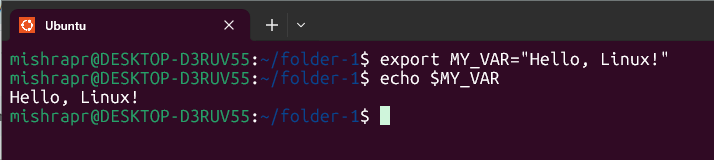 Ubuntu
mishrapr@DESKTOP-D3RUV55:~/folder-1$ export MY_VAR="Hello, Linux!"
mishrapr@DESKTOP-D3RUV55:~/folder-1$ echo $MY_VAR
Hello, Linux!
mishrapr@DESKTOP-D3RUV55:~/folder-1$